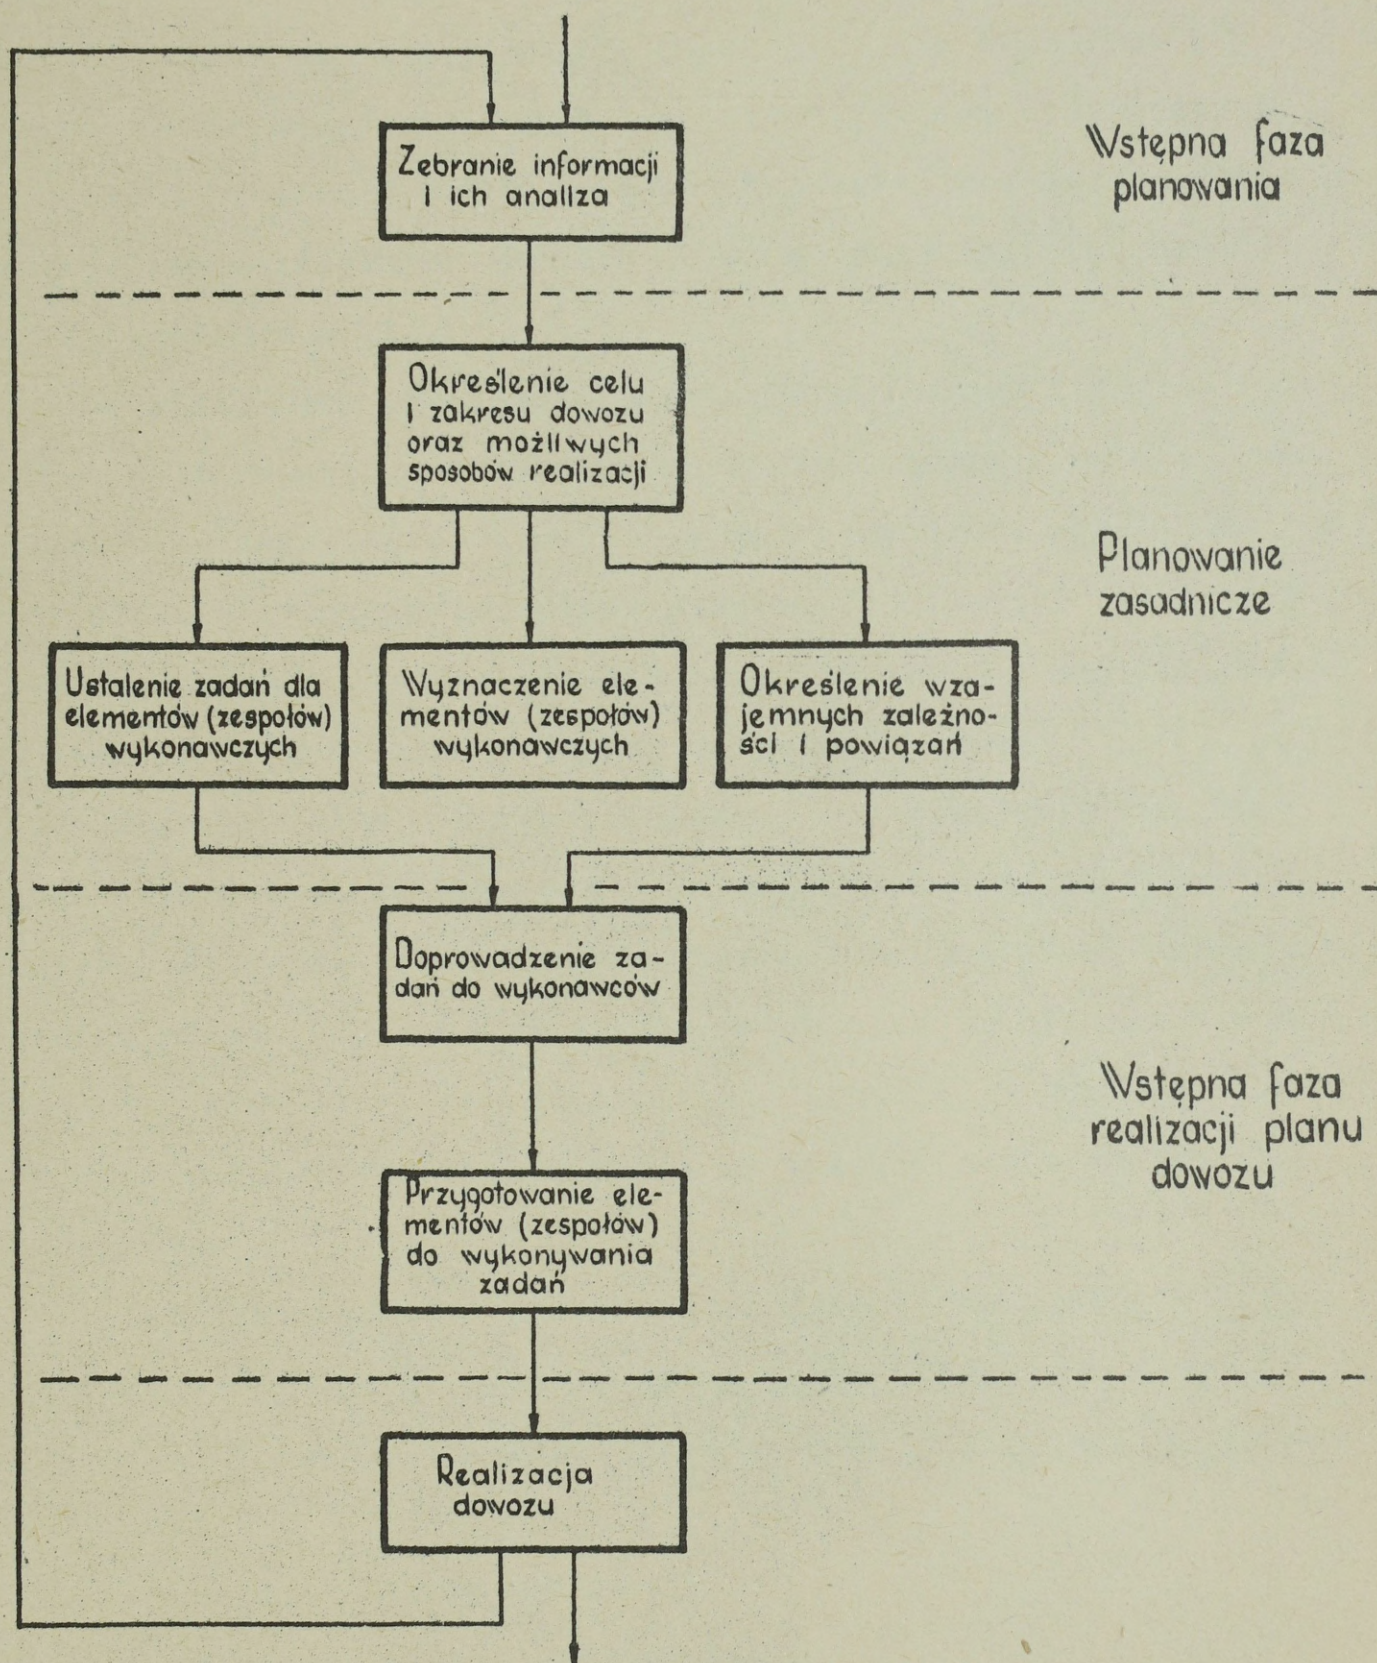 Zebranie informacji
i ich analiza
Wstępna faza
planowania
Określenie celu
i zakresu dowozu
oraz możliwych
sposobów realizacji
Planowanie
zasadnicze
Ustalenie zadań dla
elementów (zespołów)
wykonawczych
Wyznaczenie ele-
mentów (zespołów)
wykonawczych
Określenie wza-
jemnych zależno-
ści i powiązań
Doprowadzenie za-
dań do wykonawców
Wstępna faza
realizacji planu
dowozu
Przygotowanie ele-
mentów (zespołów)
do wykonywania
zadań
Realizacja
dowozu